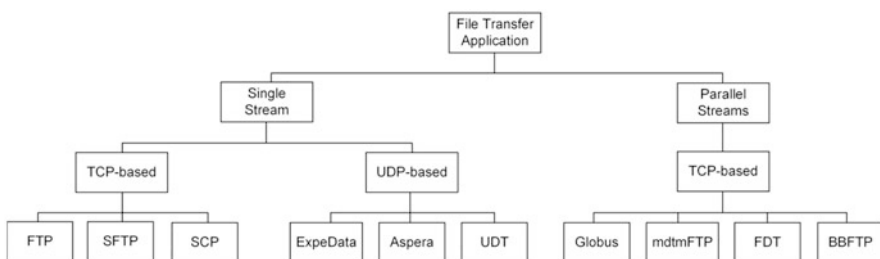 File Transfer
Application
Single
Stream
Parallel
Streams
TCP-based
UDP-based
TCP-based
FTP
SFTP
SCP
ExpeData
Aspera
UDT
Globus
mdtmFTP
FDT
BBFTP